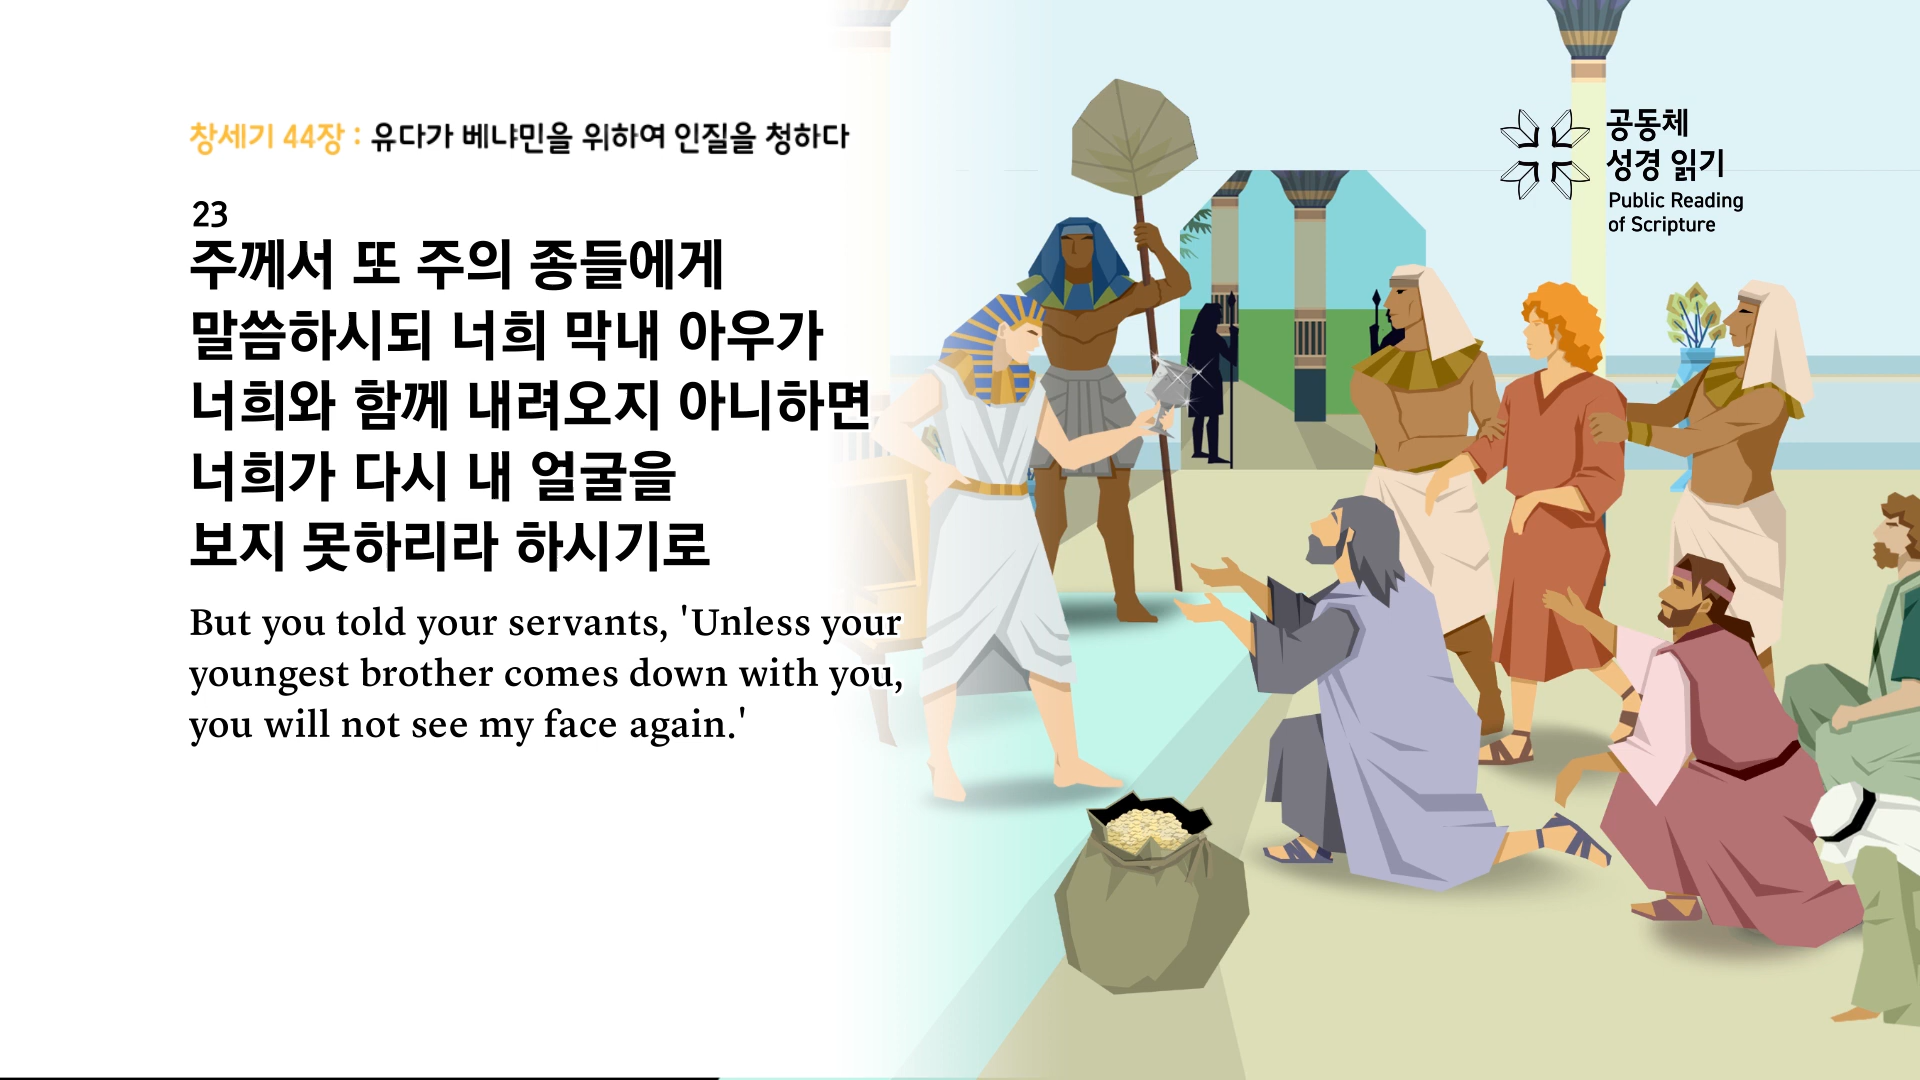 창세기 44장 : 유다가 베냐민을 위하여 인질을 청하다
공동체
성경 읽기
Public Reading
of Scripture
23
주께서 또 주의 종들에게
말씀하시되 너희 막내 아우가
너희와 함께 내려오지 아니하면
너희가 다시 내 얼굴을
보지 못하리라 하시기로
But you told your servants, 'Unless your
youngest brother comes down with you,
you will not see my face again.'